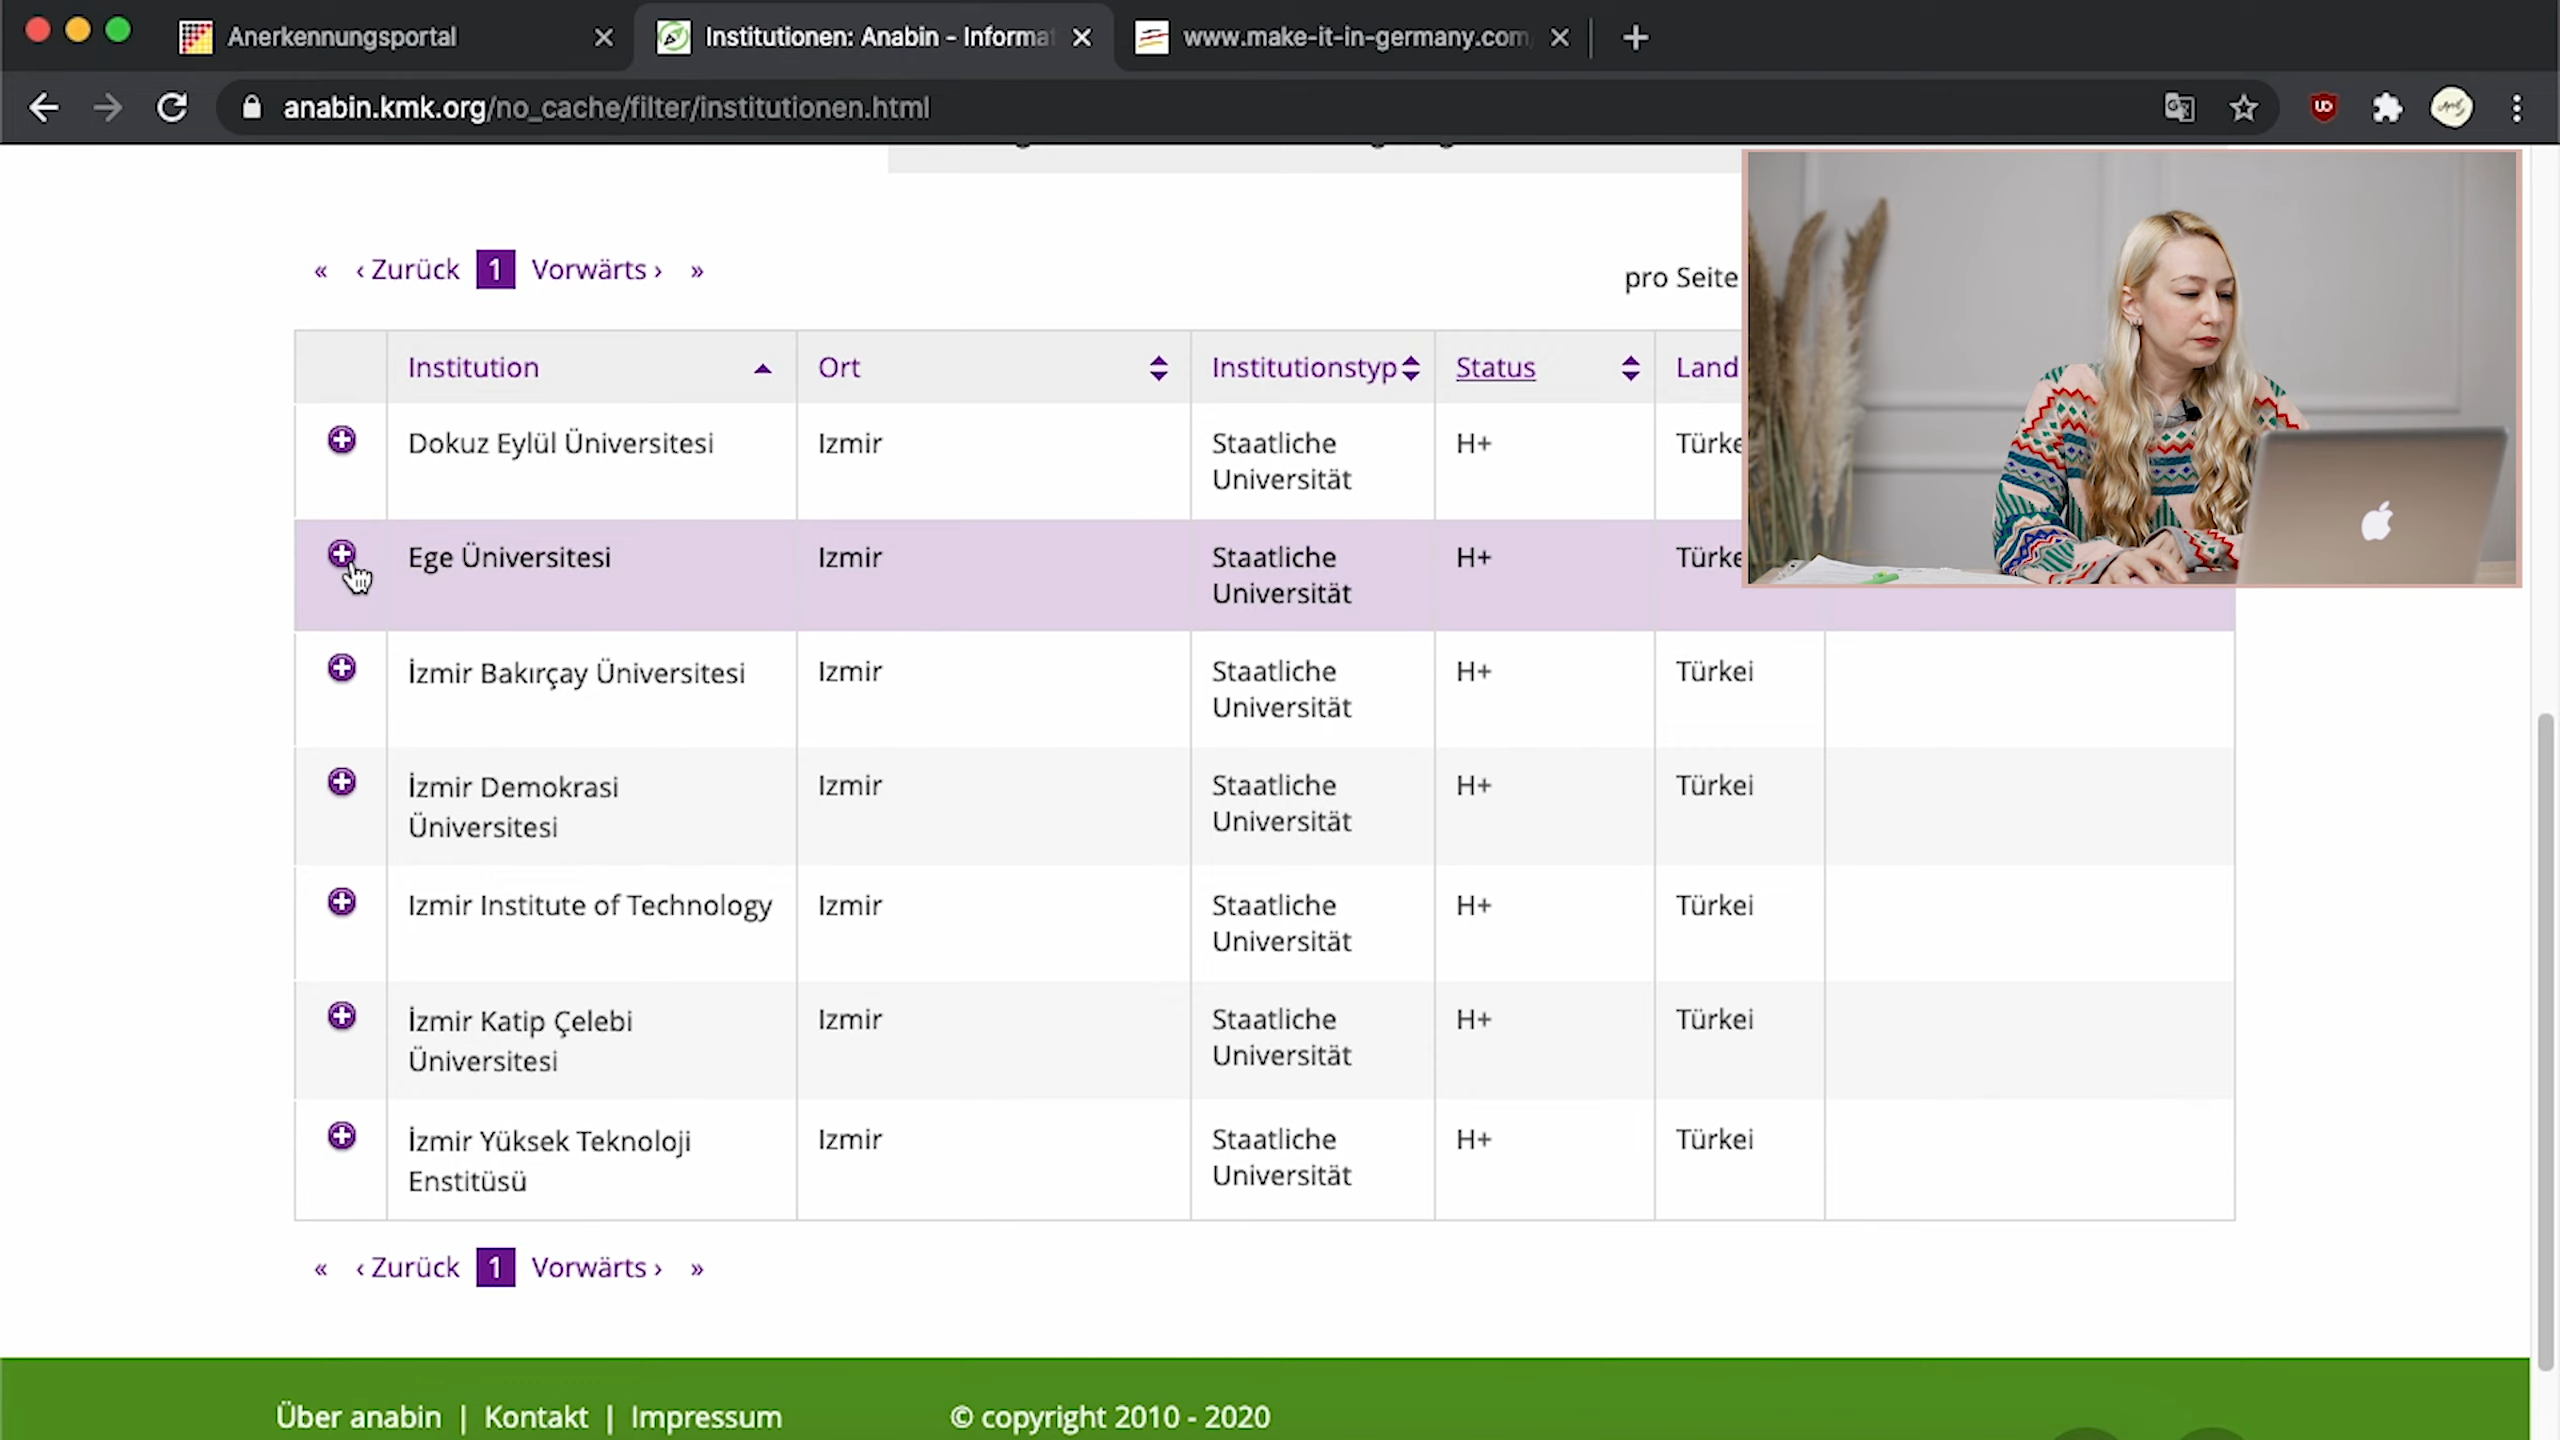 Anerkennungsportal
Institutionen: Anabin - Informat
www.make-it-in-germany.com
anabin.kmk.org/no_cache/filter/institutionen.html
« ‹ Zurück 1 Vorwärts › »
pro Seite
Institution Ort Institutionstyp Status Land
Dokuz Eylül Üniversitesi Izmir Staatliche H+ Türke
Universität
Ege Üniversitesi Izmir Staatliche H+ Türke
Universität
İzmir Bakırçay Üniversitesi Izmir Staatliche H+ Türkei
Universität
İzmir Demokrasi Izmir Staatliche H+ Türkei
Üniversitesi Universität
Izmir Institute of Technology Izmir Staatliche H+ Türkei
Universität
İzmir Katip Çelebi Izmir Staatliche H+ Türkei
Üniversitesi Universität
İzmir Yüksek Teknoloji Izmir Staatliche H+ Türkei
Enstitüsü Universität
« ‹ Zurück 1 Vorwärts › »
Über anabin | Kontakt | Impressum © copyright 2010 - 2020